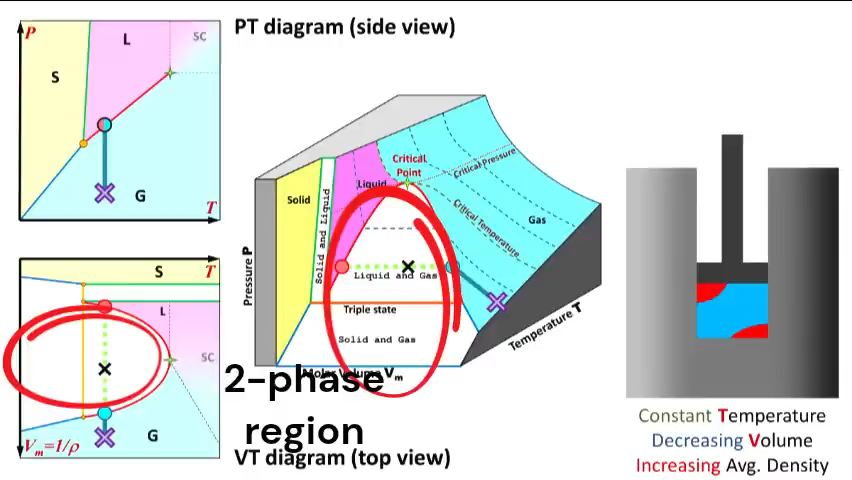 PT diagram (side view)
P
L
SC
S
G
T
Critical
Point
Critical Pressure
Liquid
Solid
Solid and Liquid
Critical Temperature
Gas
Pressure P
Liquid and Gas
Triple state
Solid and Gas
Molar Volume Vm
Temperature T
S
T
L
SC
G
Vm=1/ρ
2-phase
region
VT diagram (top view)
Constant Temperature
Decreasing Volume
Increasing Avg. Density